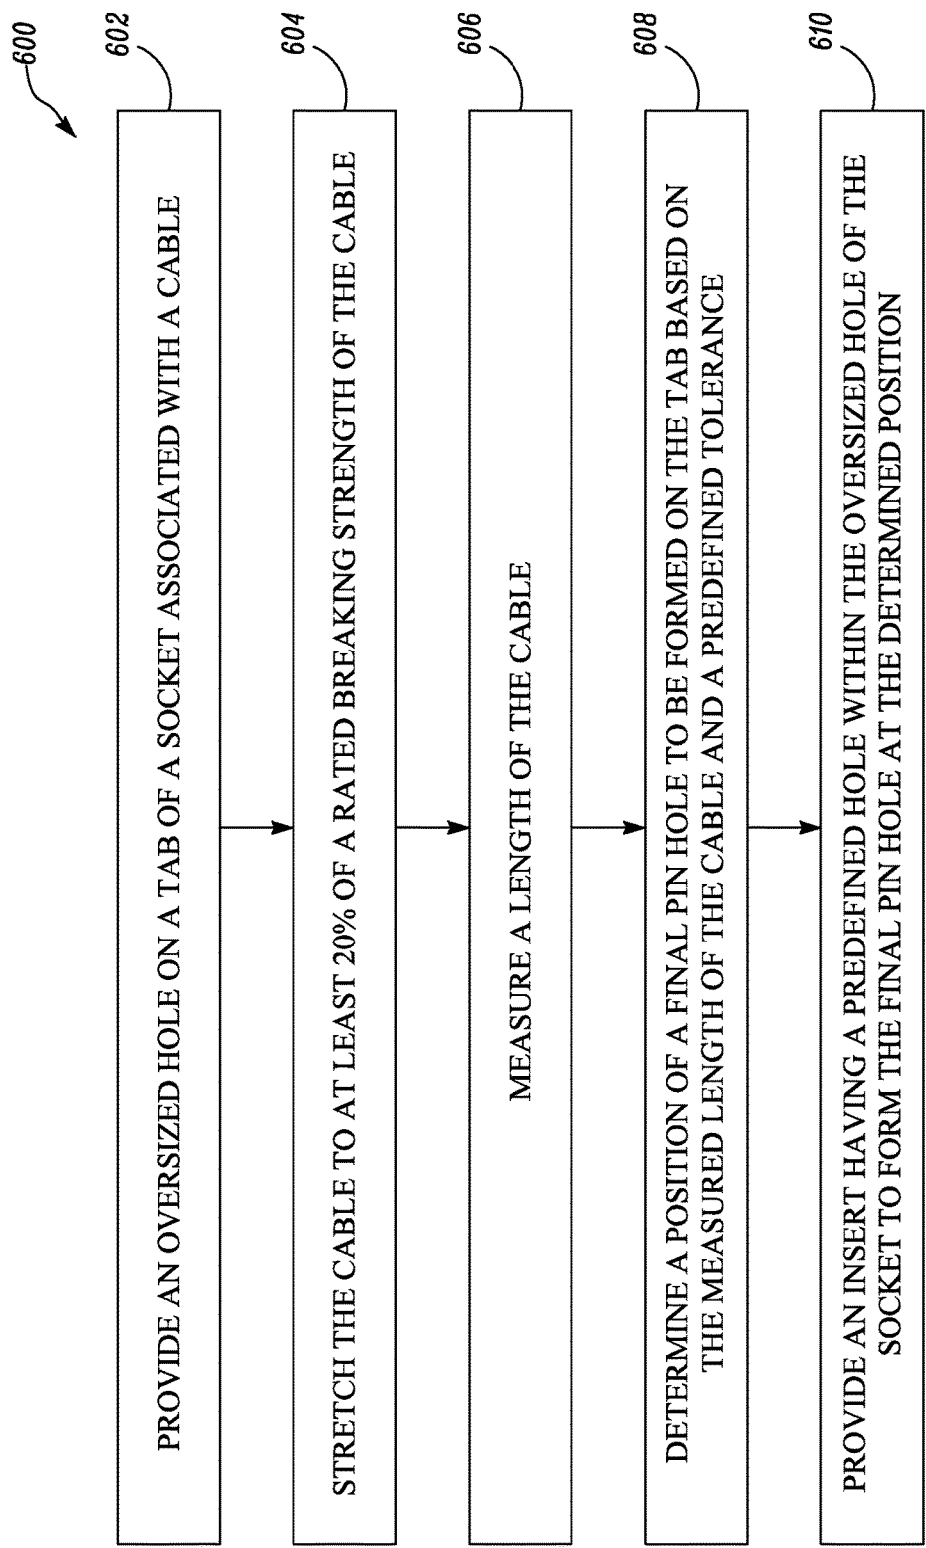 600
602
PROVIDE AN OVERSIZED HOLE ON A TAB OF A SOCKET ASSOCIATED WITH A CABLE
604
STRETCH THE CABLE TO AT LEAST 20% OF A RATED BREAKING STRENGTH OF THE CABLE
606
MEASURE A LENGTH OF THE CABLE
608
DETERMINE A POSITION OF A FINAL PIN HOLE TO BE FORMED ON THE TAB BASED ON
THE MEASURED LENGTH OF THE CABLE AND A PREDEFINED TOLERANCE
610
PROVIDE AN INSERT HAVING A PREDEFINED HOLE WITHIN THE OVERSIZED HOLE OF THE
SOCKET TO FORM THE FINAL PIN HOLE AT THE DETERMINED POSITION